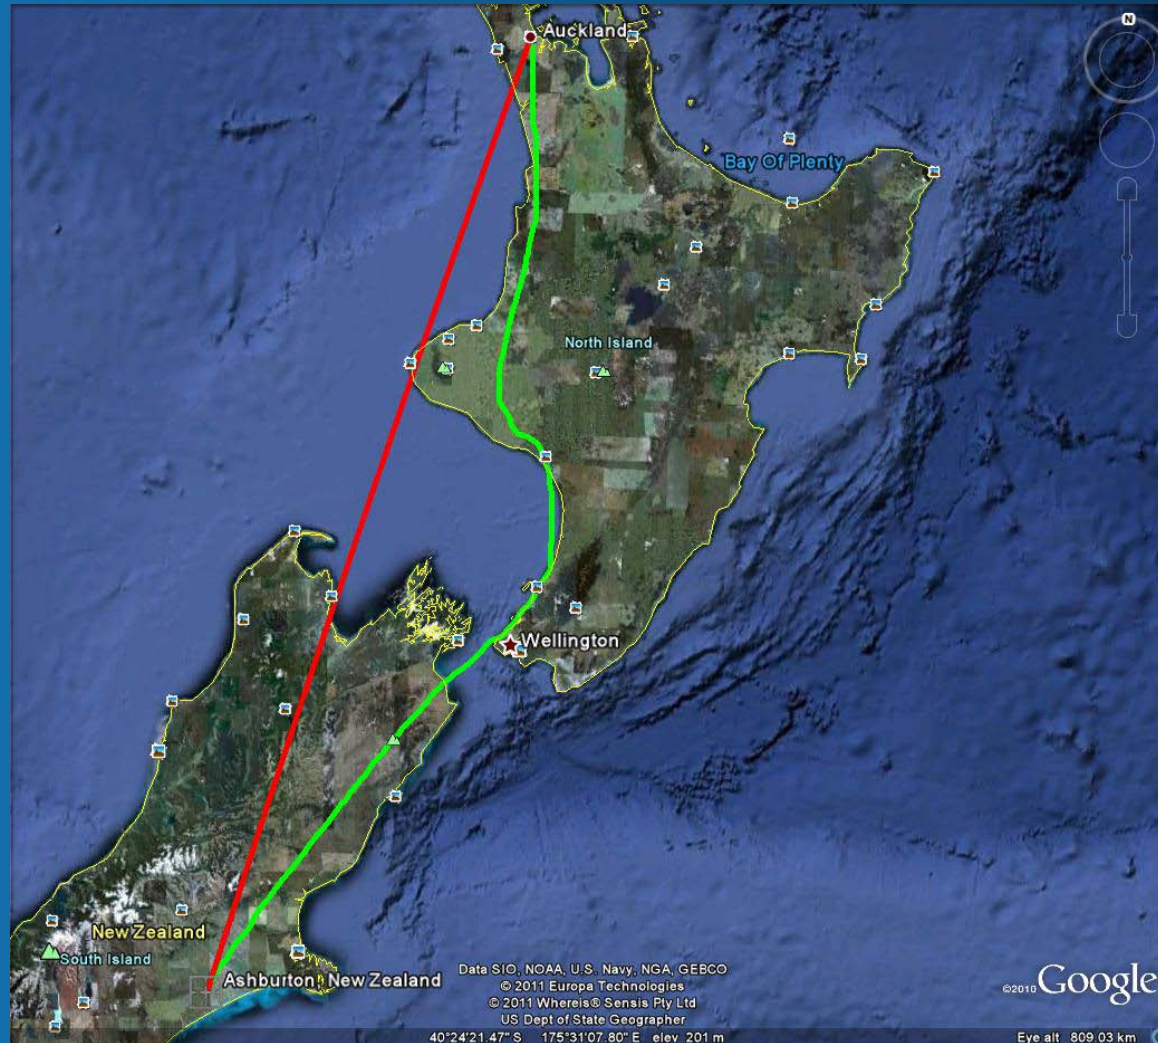 N
Auckland
Bay Of Plenty
North Island
Wellington
New Zealand
South Island
Ashburton, New Zealand
Data SIO, NOAA, U.S. Navy, NGA, GEBCO
© 2011 Europa Technologies
© 2011 Whereis® Sensis Pty Ltd
US Dept of State Geographer
©2010 Google
40°24'21.47" S 175°31'07.80" E elev 201 m
Eye alt 809.03 km